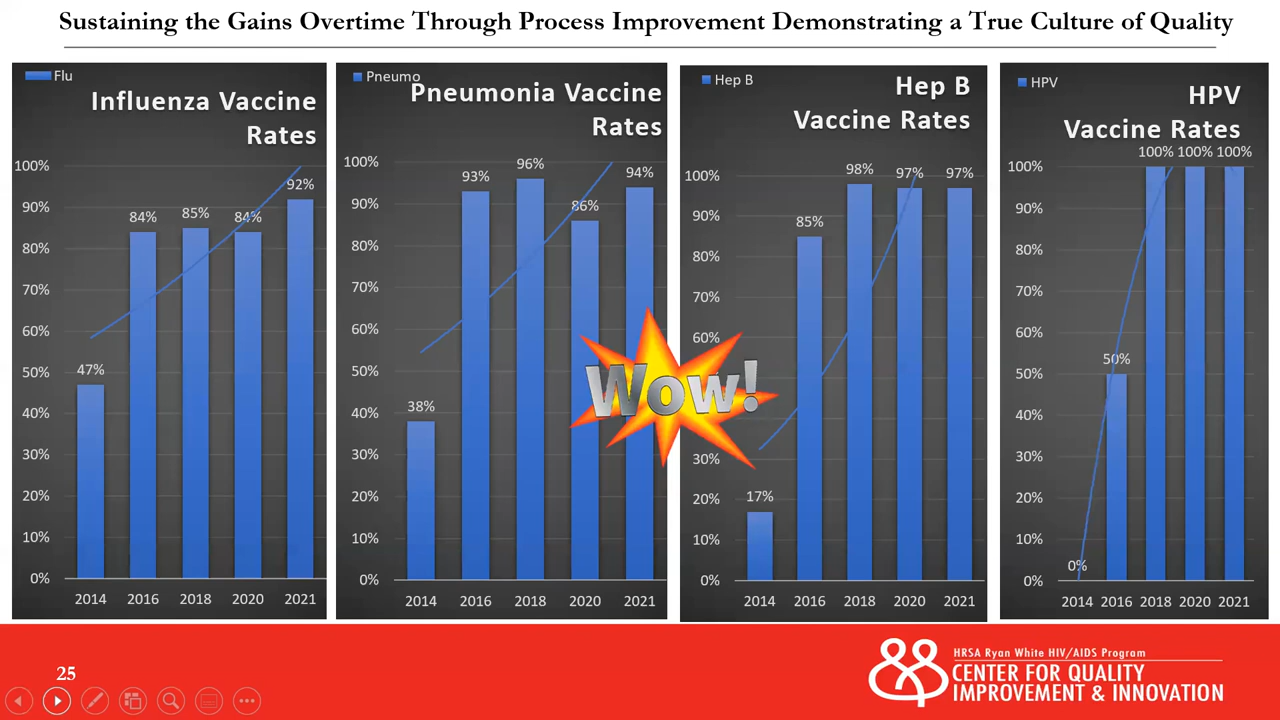 Sustaining the Gains Overtime Through Process Improvement Demonstrating a True Culture of Quality
Flu
Influenza Vaccine
Rates
100%
90%
80%
70%
60%
50%
40%
30%
20%
10%
0%
47%
84%
85%
84%
92%
2014 2016 2018 2020 2021
Pneumo
Pneumonia Vaccine
Rates
100%
90%
80%
70%
60%
50%
40%
30%
20%
10%
0%
38%
93%
96%
86%
94%
2014 2016 2018 2020 2021
Hep B
Hep B
Vaccine Rates
100%
90%
80%
70%
60%
30%
20%
10%
0%
17%
85%
98%
97%
97%
2014 2016 2018 2020 2021
HPV
HPV
Vaccine Rates
100%
90%
80%
70%
60%
50%
40%
30%
20%
10%
0%
0%
50%
100% 100% 100%
2014 2016 2018 2020 2021
Wow!
25
HRSA Ryan White HIV/AIDS Program
CENTER FOR QUALITY
IMPROVEMENT & INNOVATION